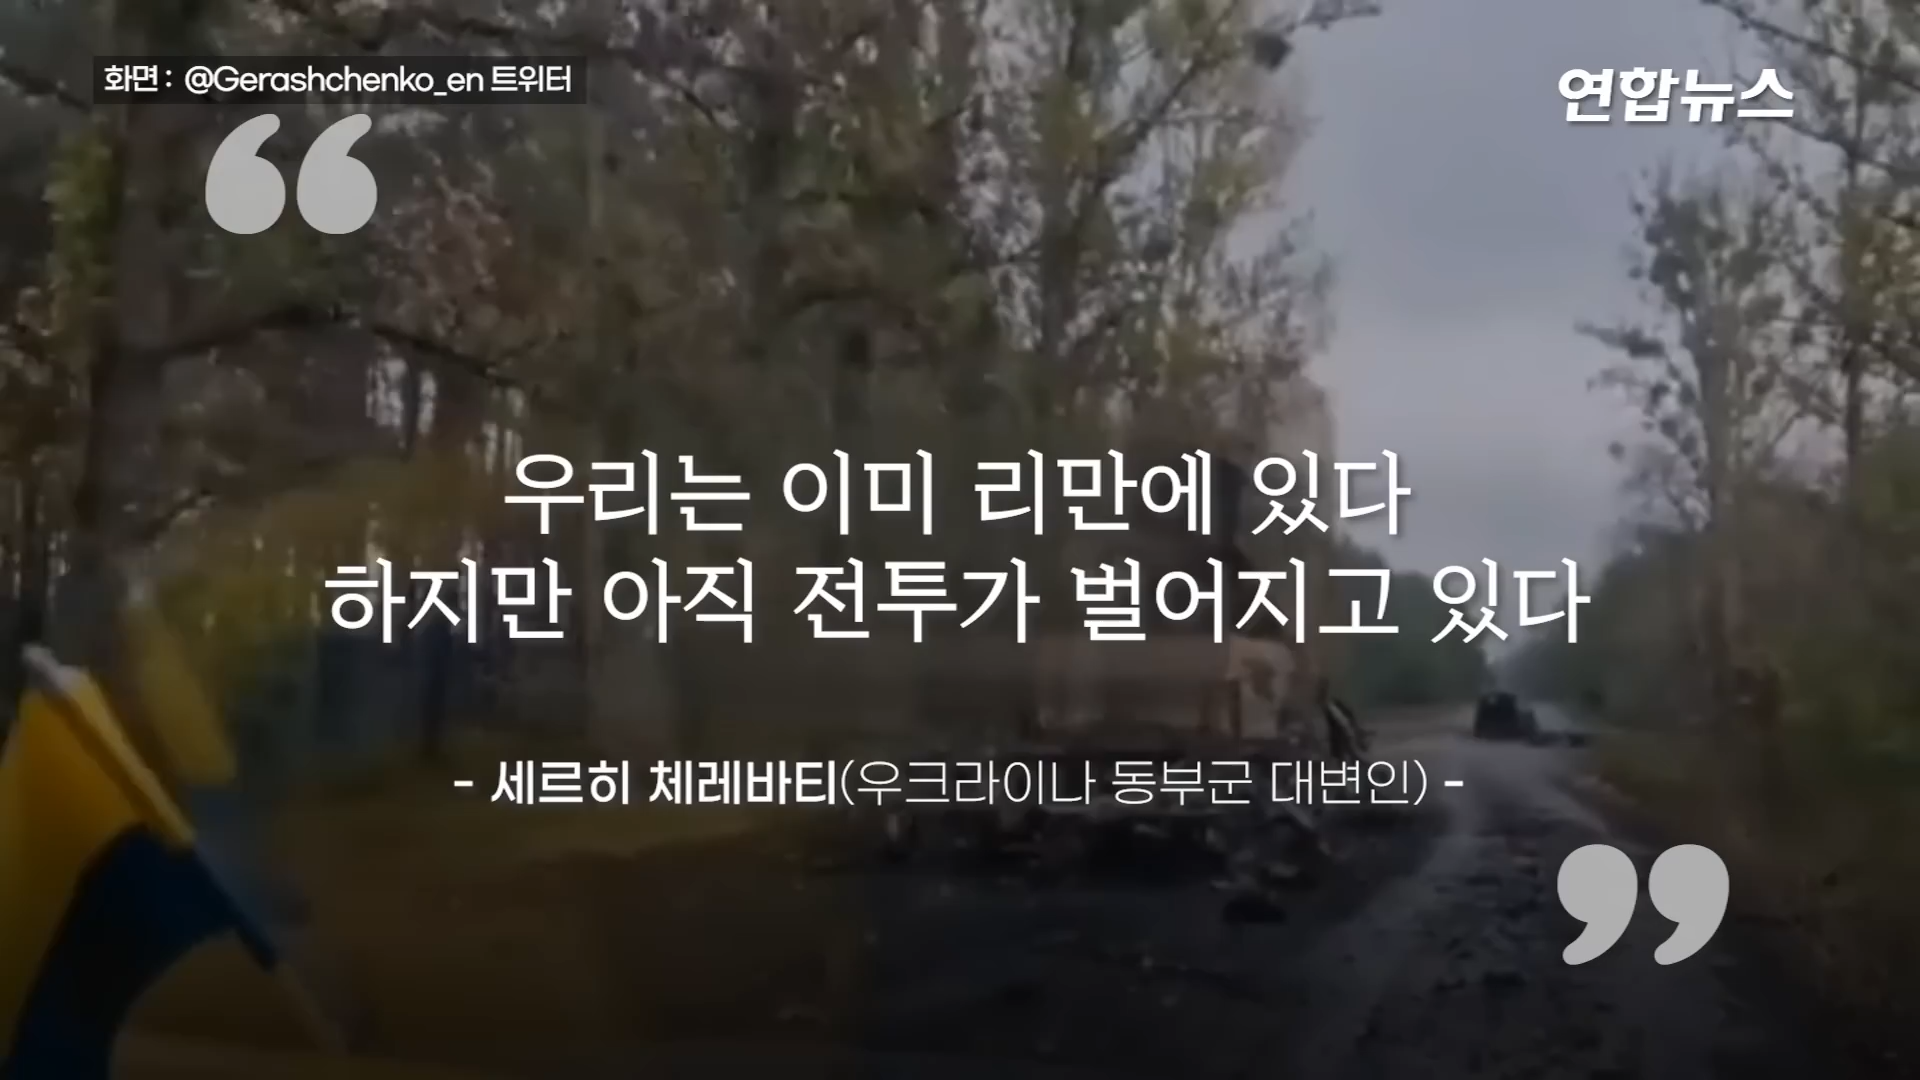 화면 : @Gerashchenko_en 트위터
연합뉴스
“
우리는 이미 리만에 있다
하지만 아직 전투가 벌어지고 있다
- 세르히 체레바티(우크라이나 동부군 대변인) -
”